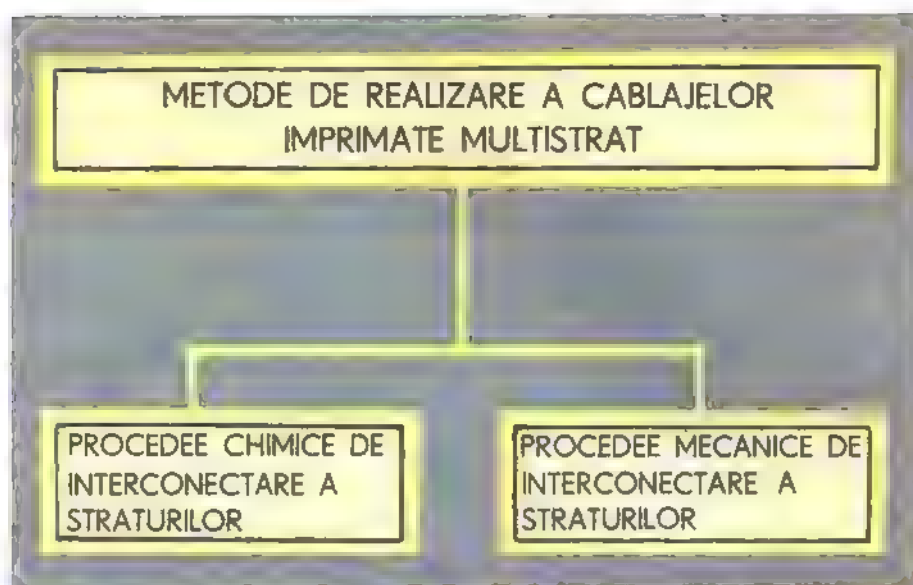 METODE DE REALIZARE A CABLAJELOR
IMPRIMATE MULTISTRAT
PROCEDEE CHIMICE DE
INTERCONECTARE A
STRATURILOR
PROCEDEE MECANICE DE
INTERCONECTARE A
STRATURILOR